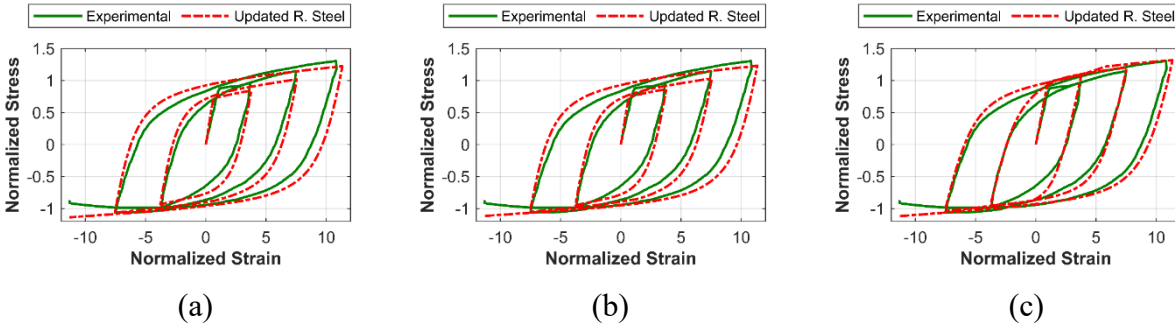 Experimental Updated R. Steel
1.5
1
0.5
0
-0.5
-1
Normalized Stress
-10 -5 0 5 10
Normalized Strain
(a)
Experimental Updated R. Steel
1.5
1
0.5
0
-0.5
-1
Normalized Stress
-10 -5 0 5 10
Normalized Strain
(b)
Experimental Updated R. Steel
1.5
1
0.5
0
-0.5
-1
Normalized Stress
-10 -5 0 5 10
Normalized Strain
(c)